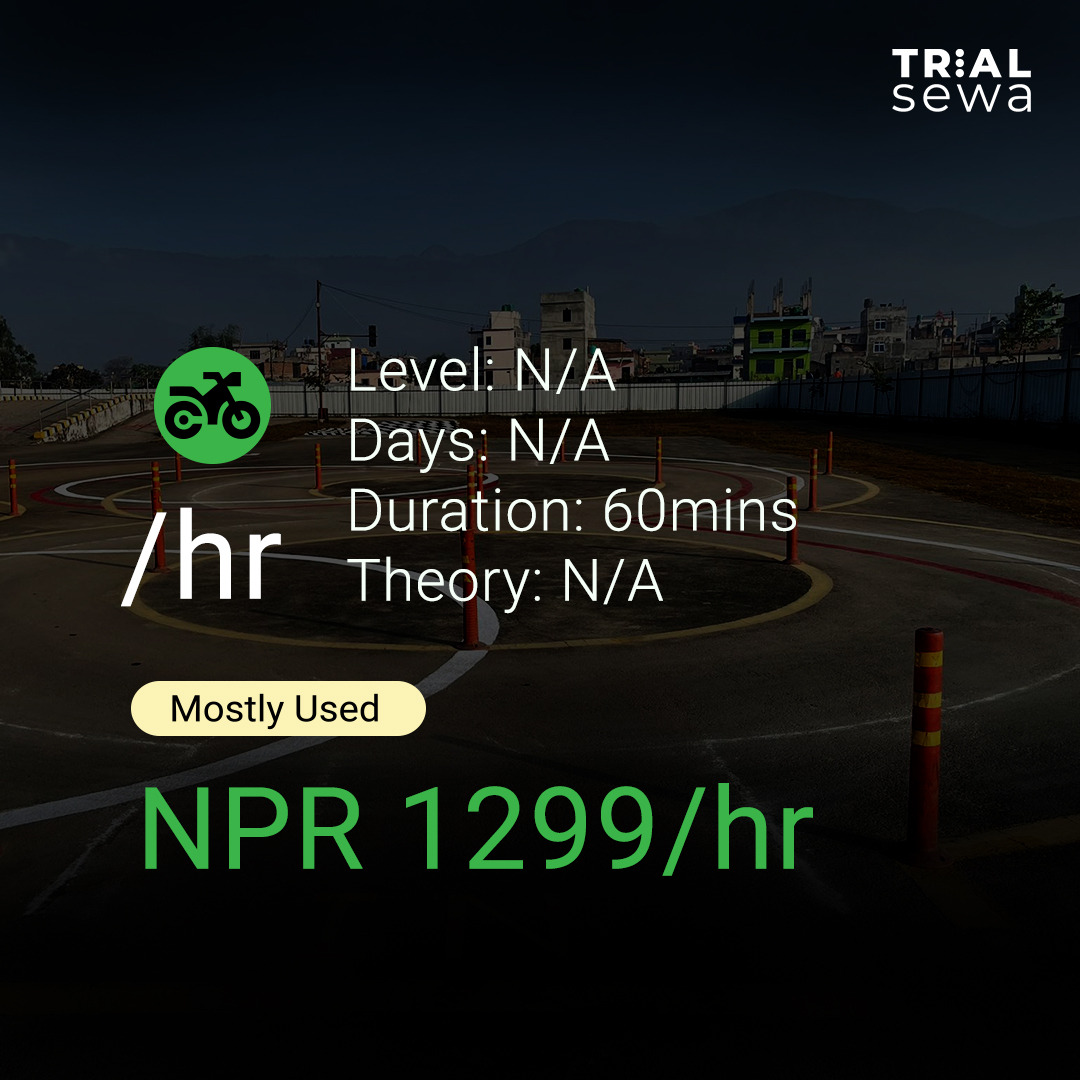 TRIAL
sewa
/hr
Level: N/A
Days: N/A
Duration: 60mins
Theory: N/A
Mostly Used
NPR 1299/hr